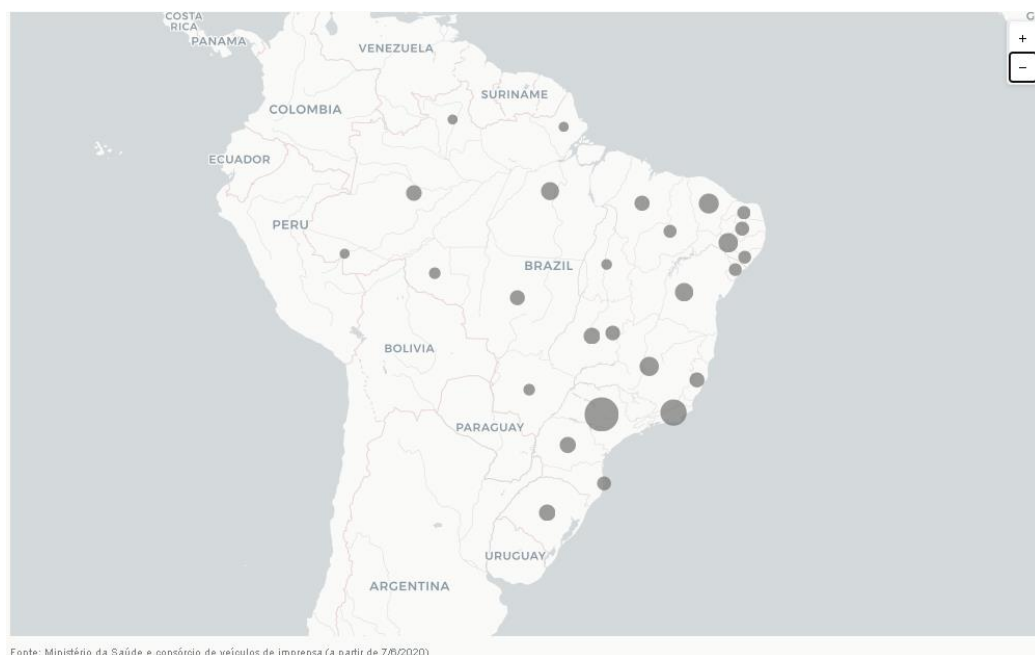 COSTA
RICA
PANAMA
VENEZUELA
SURINAME
COLOMBIA
ECUADOR
PERU
BRAZIL
BOLIVIA
PARAGUAY
URUGUAY
ARGENTINA
G
+
−
Fonte: Ministério da Saúde e consórcio de veículos de imprensa (a partir de 7/6/2020)